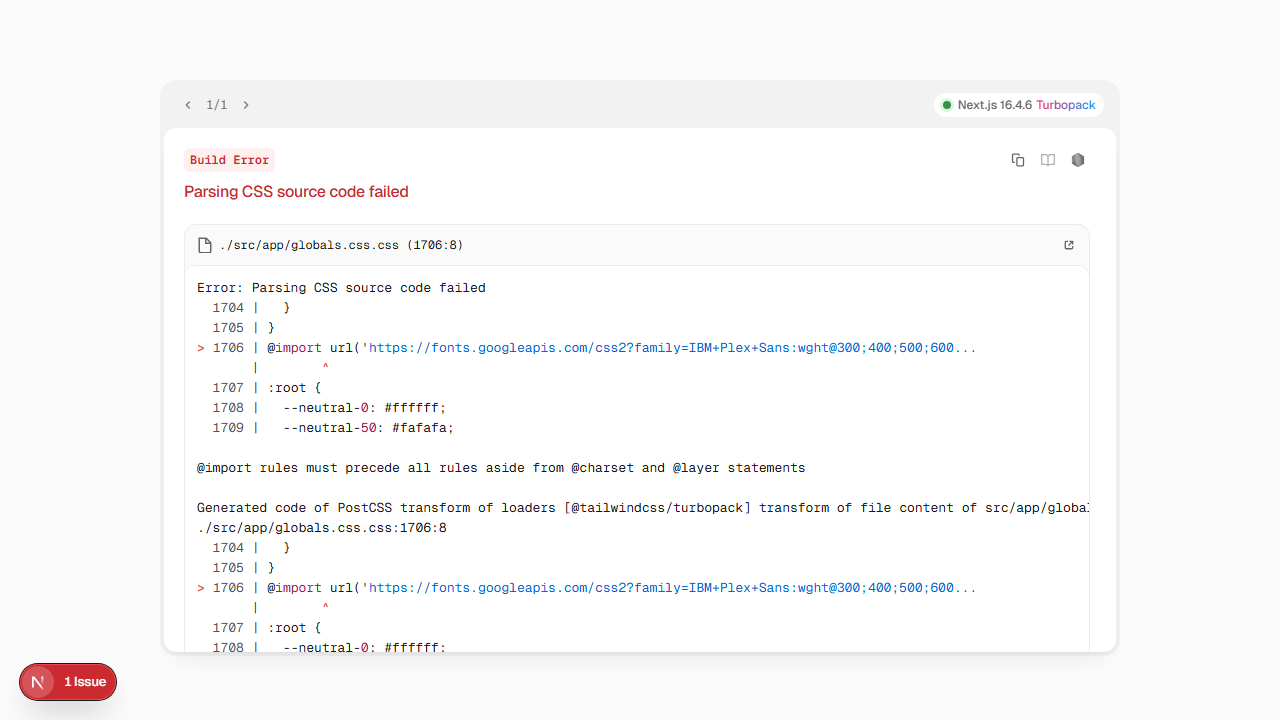 1/1
Next.js 16.4.6 Turbopack
Build Error
Parsing CSS source code failed
./src/app/globals.css.css (1706:8)
Error: Parsing CSS source code failed
1704 |   }
1705 | }
> 1706 | @import url('https://fonts.googleapis.com/css2?family=IBM+Plex+Sans:wght@300;400;500;600...
|        ^
1707 | :root {
1708 |   --neutral-0: #ffffff;
1709 |   --neutral-50: #fafafa;
@import rules must precede all rules aside from @charset and @layer statements
Generated code of PostCSS transform of loaders [@tailwindcss/turbopack] transform of file content of src/app/global
./src/app/globals.css.css:1706:8
1704 |   }
1705 | }
> 1706 | @import url('https://fonts.googleapis.com/css2?family=IBM+Plex+Sans:wght@300;400;500;600...
|        ^
1707 | :root {
1708 |   --neutral-0: #ffffff;
N 1 Issue